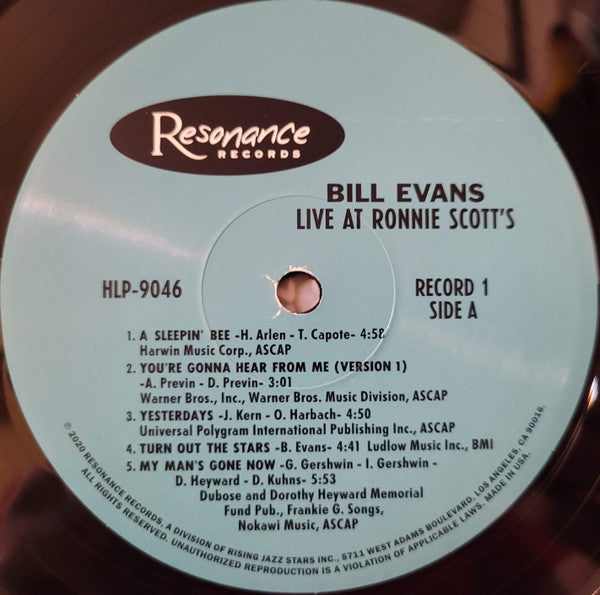 Resonance
RECORDS
BILL EVANS
LIVE AT RONNIE SCOTT'S
HLP-9046
RECORD 1
SIDE A
1. A SLEEPIN' BEE -H. Arlen - T. Capote- 4:58
Harwin Music Corp., ASCAP
2. YOU'RE GONNA HEAR FROM ME (VERSION 1)
-A. Previn - D. Previn- 3:01
Warner Bros., Inc., Warner Bros. Music Division, ASCAP
3. YESTERDAYS -J. Kern - O. Harbach- 4:50
Universal Polygram International Publishing Inc., ASCAP
4. TURN OUT THE STARS -B. Evans- 4:41 Ludlow Music Inc., BMI
5. MY MAN'S GONE NOW -G. Gershwin - I. Gershwin -
D. Heyward - D. Kuhns- 5:53
Dubose and Dorothy Heyward Memorial
Fund Pub., Frankie G. Songs,
Nokawi Music, ASCAP
℗ 2020 RESONANCE RECORDS, A DIVISION OF RISING JAZZ STARS INC., 5711 WEST ADAMS BOULEVARD, LOS ANGELES, CA 90016.
ALL RIGHTS RESERVED. UNAUTHORIZED REPRODUCTION IS A VIOLATION OF APPLICABLE LAWS. MADE IN USA.